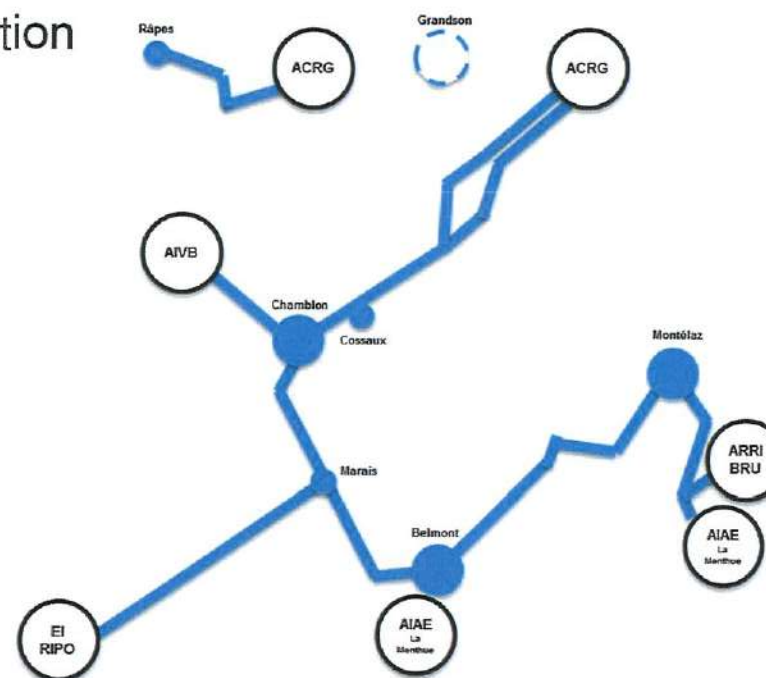 tion
Râpes
ACRG
Grandson
ACRG
AIVB
Chamblon
Cossaux
Montélaz
Marais
ARRI
BRU
Belmont
AIAE
La
Menthue
EI
RIPO
AIAE
La
Menthue